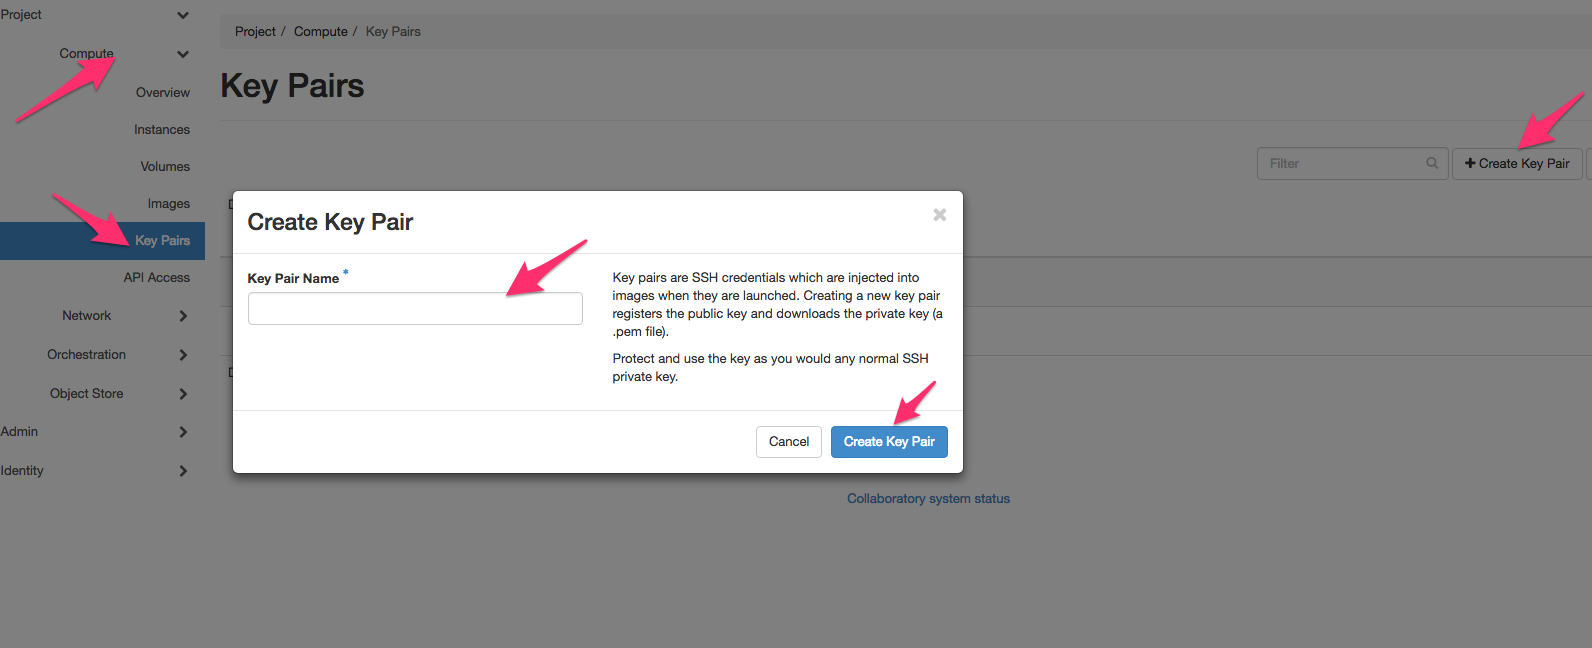 Project
Compute
Overview
Instances
Volumes
Images
Key Pairs
API Access
Network
Orchestration
Object Store
Admin
Identity
Project / Compute / Key Pairs
Key Pairs
Filter
+ Create Key Pair
Create Key Pair
×
Key Pair Name *
Key pairs are SSH credentials which are injected into
images when they are launched. Creating a new key pair
registers the public key and downloads the private key (a
.pem file).
Protect and use the key as you would any normal SSH
private key.
Cancel
Create Key Pair
Collaboratory system status